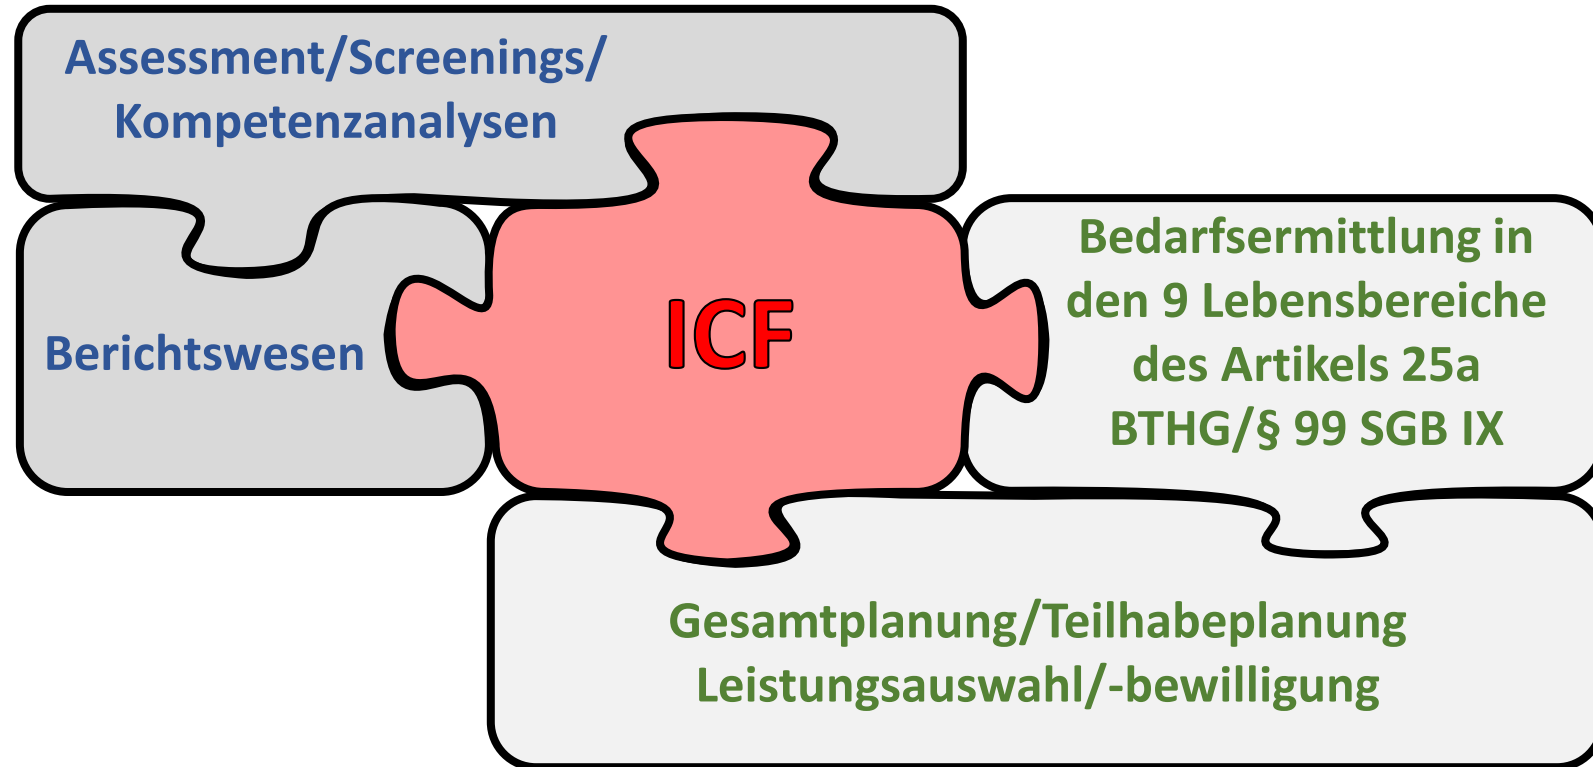 Assessment/Screenings/
Kompetenzanalysen
Berichtswesen
ICF
Bedarfsermittlung in
den 9 Lebensbereiche
des Artikels 25a
BTHG/§ 99 SGB IX
Gesamtplanung/Teilhabeplanung
Leistungsauswahl/-bewilligung